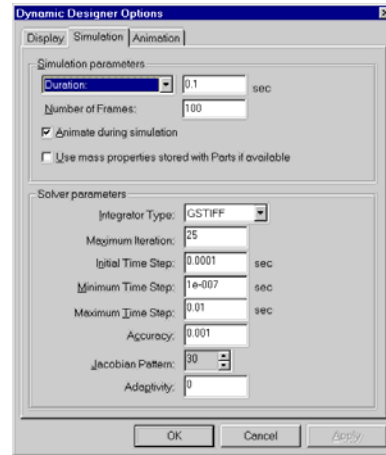 Dynamic Designer Options
Display Simulation Animation
Simulation parameters
Duration: 0.1 sec
Number of Frames: 100
Animate during simulation
Use mass properties stored with Parts if available
Solver parameters
Integrator Type: GSTIFF
Maximum Iteration: 25
Initial Time Step: 0.0001 sec
Minimum Time Step: 1e-007 sec
Maximum Time Step: 0.01 sec
Accuracy: 0.001
Jacobian Pattern: 30
Adaptivity: 0
OK Cancel Apply